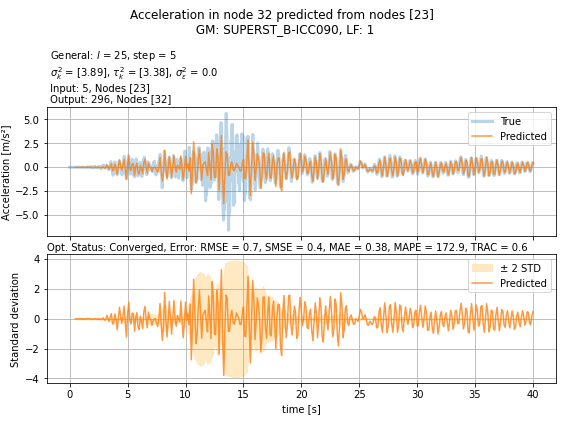 Acceleration in node 32 predicted from nodes [23]
GM: SUPERST_B-ICC090, LF: 1
General: l = 25, step = 5
σ²ₖ = [3.89], τ²ₖ = [3.38], σ²ε = 0.0
Input: 5, Nodes [23]
Output: 296, Nodes [32]
Acceleration [m/s²]
5.0
2.5
0.0
−2.5
−5.0
True
Predicted
Opt. Status: Converged, Error: RMSE = 0.7, SMSE = 0.4, MAE = 0.38, MAPE = 172.9, TRAC = 0.6
Standard deviation
4
2
0
−2
−4
± 2 STD
Predicted
0 5 10 15 20 25 30 35 40
time [s]